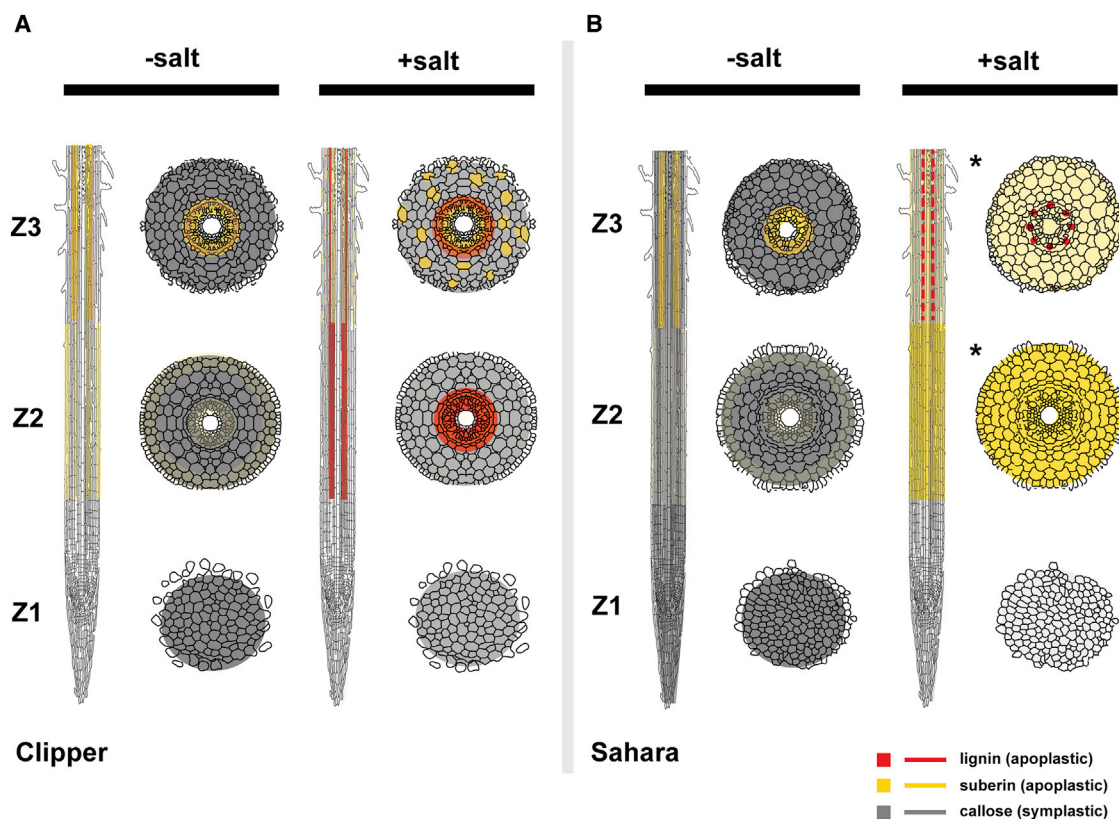 A
B
-salt
+salt
-salt
+salt
Z3
Z3
*
Z2
Z2
*
Z1
Z1
Clipper
Sahara
lignin (apoplastic)
suberin (apoplastic)
callose (symplastic)